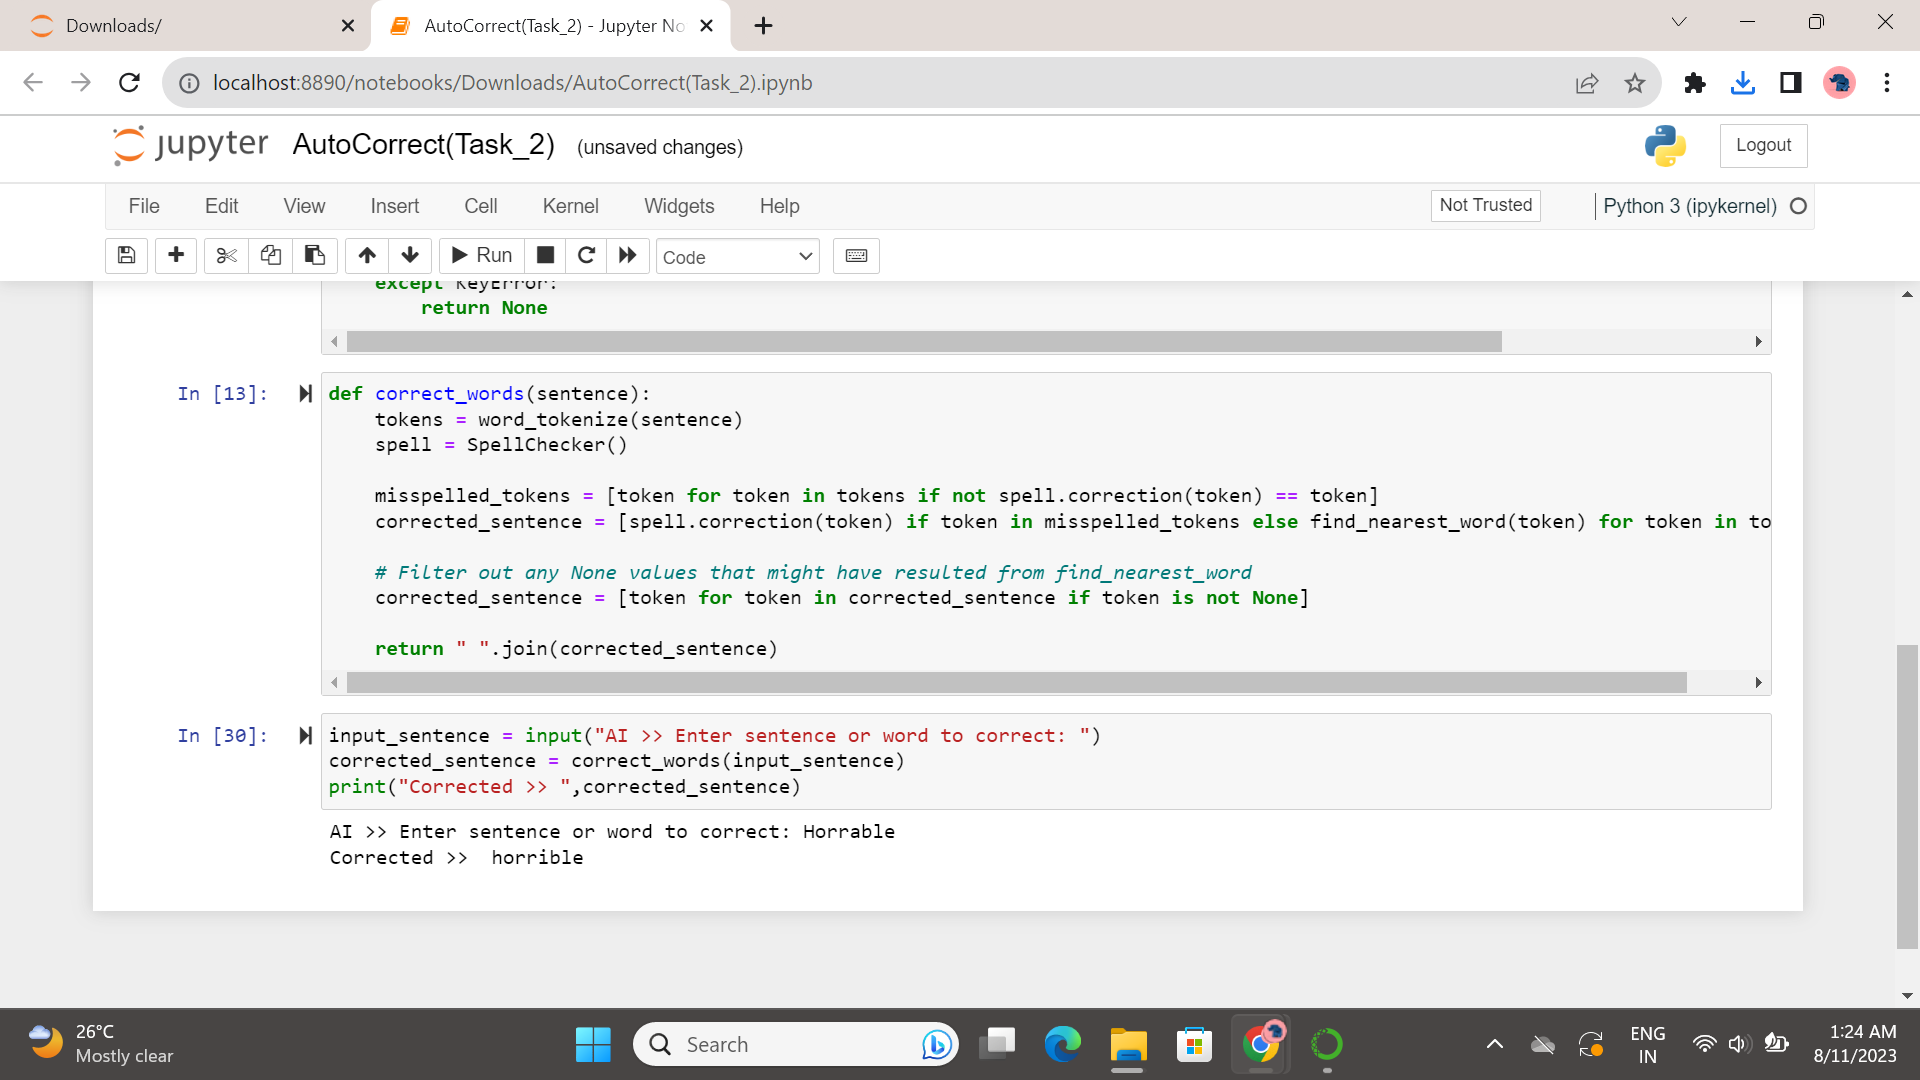 Downloads/
AutoCorrect(Task_2) - Jupyter No
localhost:8890/notebooks/Downloads/AutoCorrect(Task_2).ipynb
jupyter AutoCorrect(Task_2) (unsaved changes)
Logout
File Edit View Insert Cell Kernel Widgets Help
Not Trusted
Python 3 (ipykernel)
Run
Code
except KeyError:
return None
In [13]:
def correct_words(sentence):
    tokens = word_tokenize(sentence)
    spell = SpellChecker()
    misspelled_tokens = [token for token in tokens if not spell.correction(token) == token]
    corrected_sentence = [spell.correction(token) if token in misspelled_tokens else find_nearest_word(token) for token in to
    # Filter out any None values that might have resulted from find_nearest_word
    corrected_sentence = [token for token in corrected_sentence if token is not None]
    return " ".join(corrected_sentence)
In [30]:
input_sentence = input("AI >> Enter sentence or word to correct: ")
corrected_sentence = correct_words(input_sentence)
print("Corrected >> ",corrected_sentence)
AI >> Enter sentence or word to correct: Horrable
Corrected >>  horrible
26°C
Mostly clear
Search
ENG
IN
1:24 AM
8/11/2023